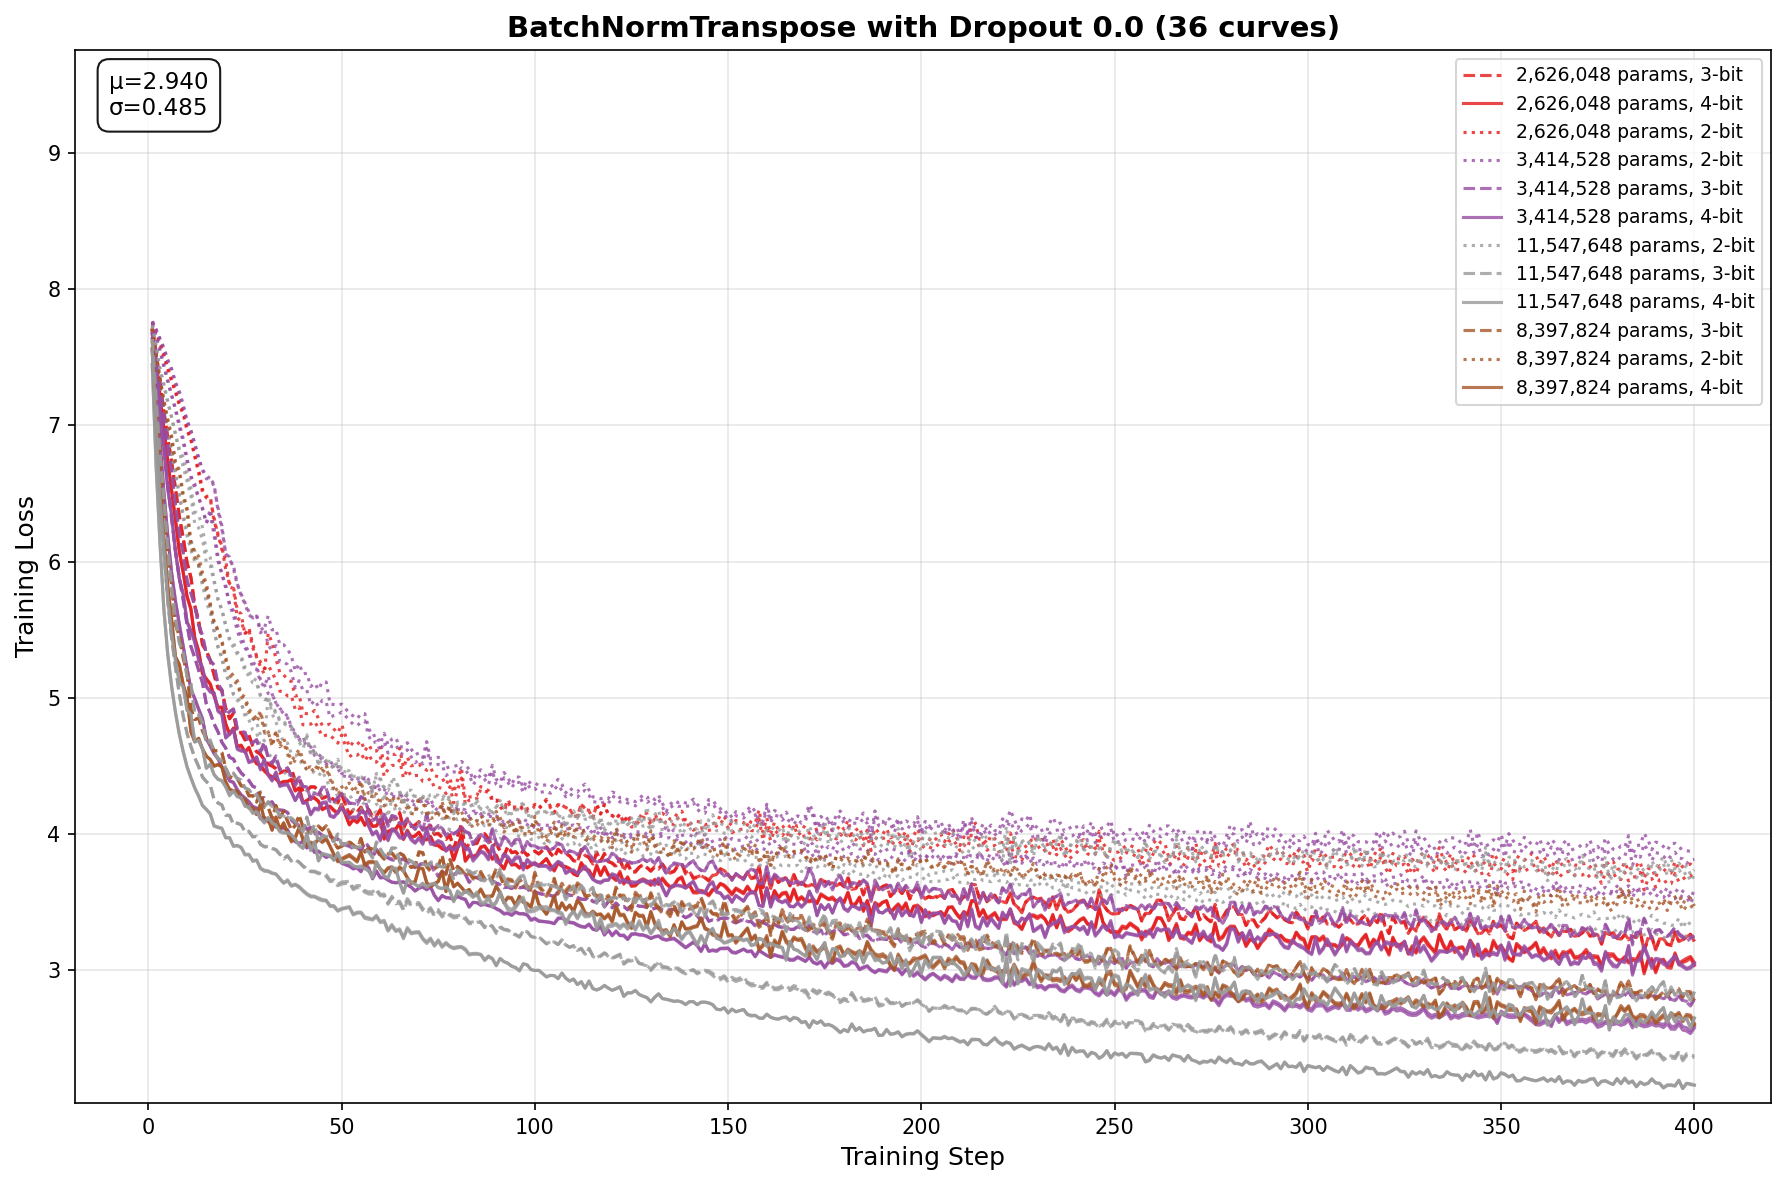 BatchNormTranspose with Dropout 0.0 (36 curves)
μ=2.940
σ=0.485
2,626,048 params, 3-bit
2,626,048 params, 4-bit
2,626,048 params, 2-bit
3,414,528 params, 2-bit
3,414,528 params, 3-bit
3,414,528 params, 4-bit
11,547,648 params, 2-bit
11,547,648 params, 3-bit
11,547,648 params, 4-bit
8,397,824 params, 3-bit
8,397,824 params, 2-bit
8,397,824 params, 4-bit
Training Loss
9
8
7
6
5
4
3
0 50 100 150 200 250 300 350 400
Training Step